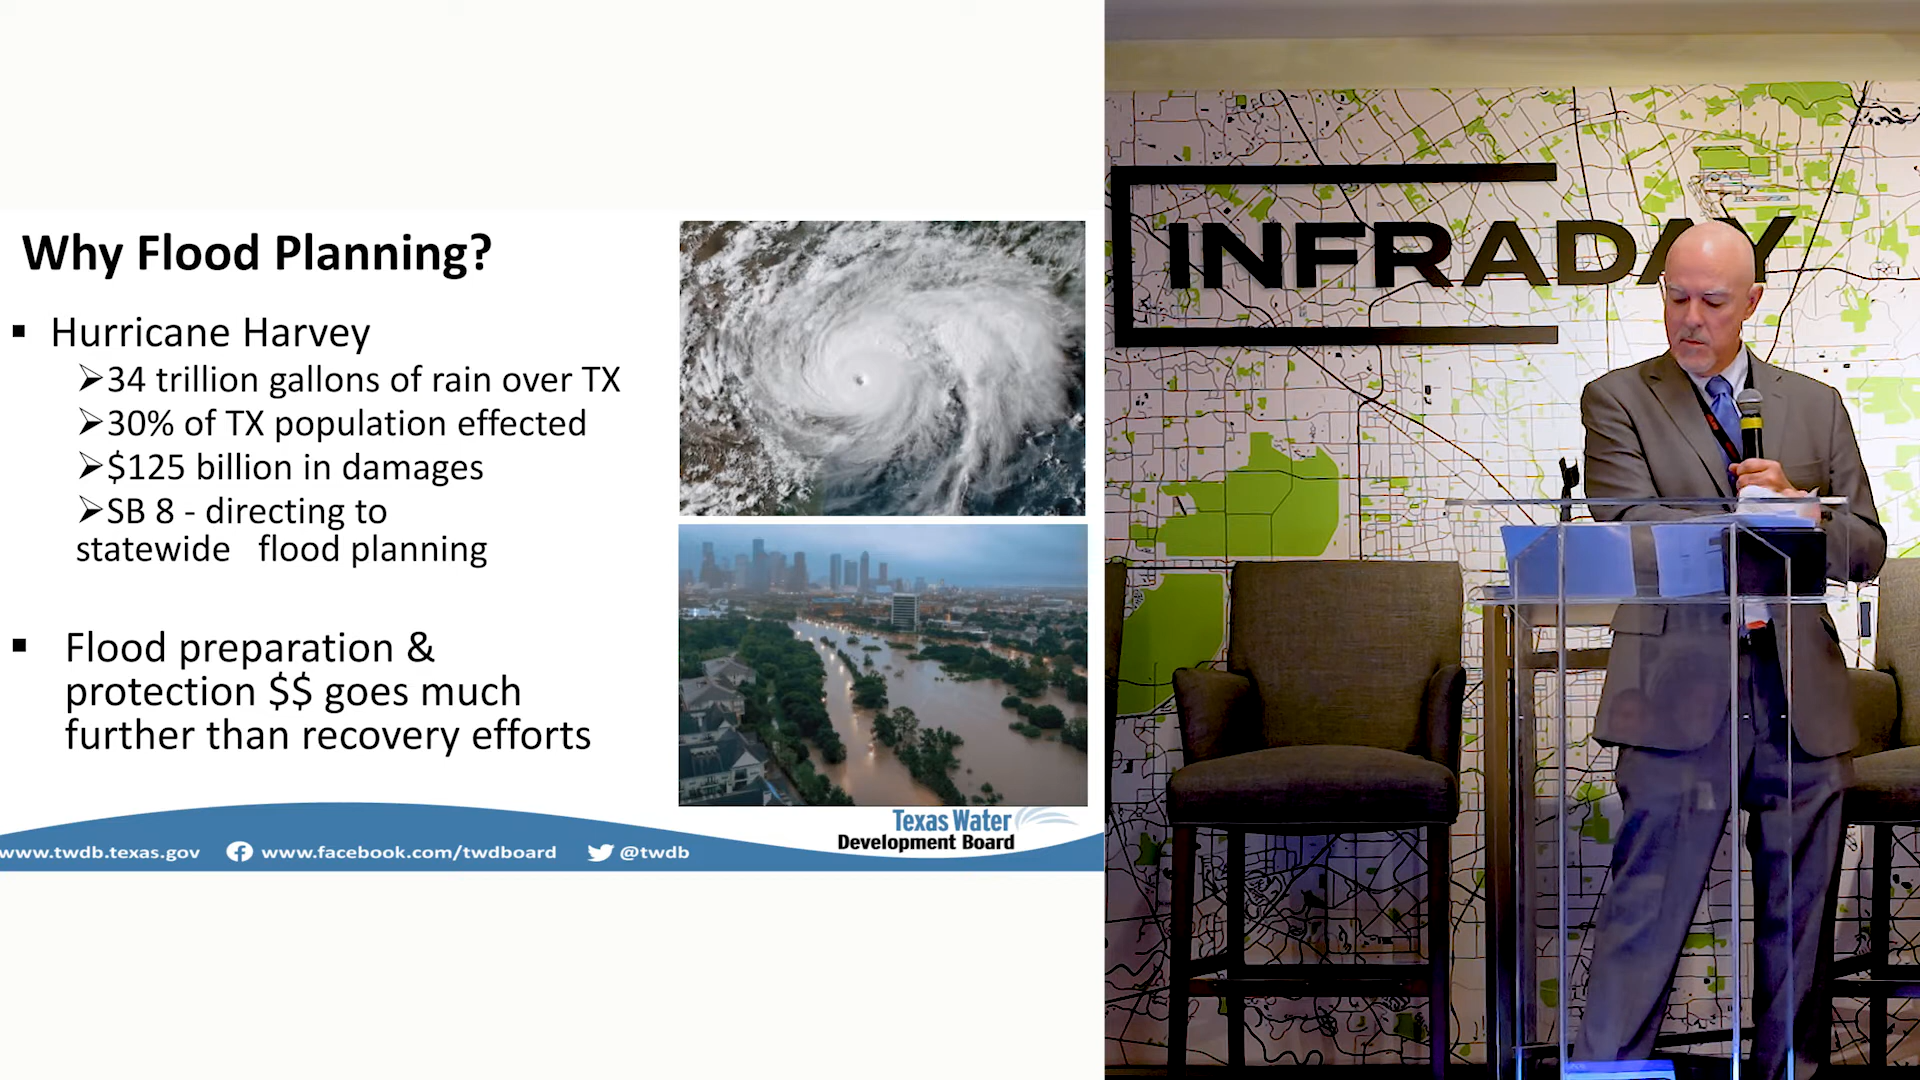 Why Flood Planning?
▪ Hurricane Harvey
➢34 trillion gallons of rain over TX
➢30% of TX population effected
➢$125 billion in damages
➢SB 8 - directing to
statewide flood planning
▪ Flood preparation &
protection $$ goes much
further than recovery efforts
Texas Water
Development Board
www.twdb.texas.gov www.facebook.com/twdboard @twdb
INFRADAY